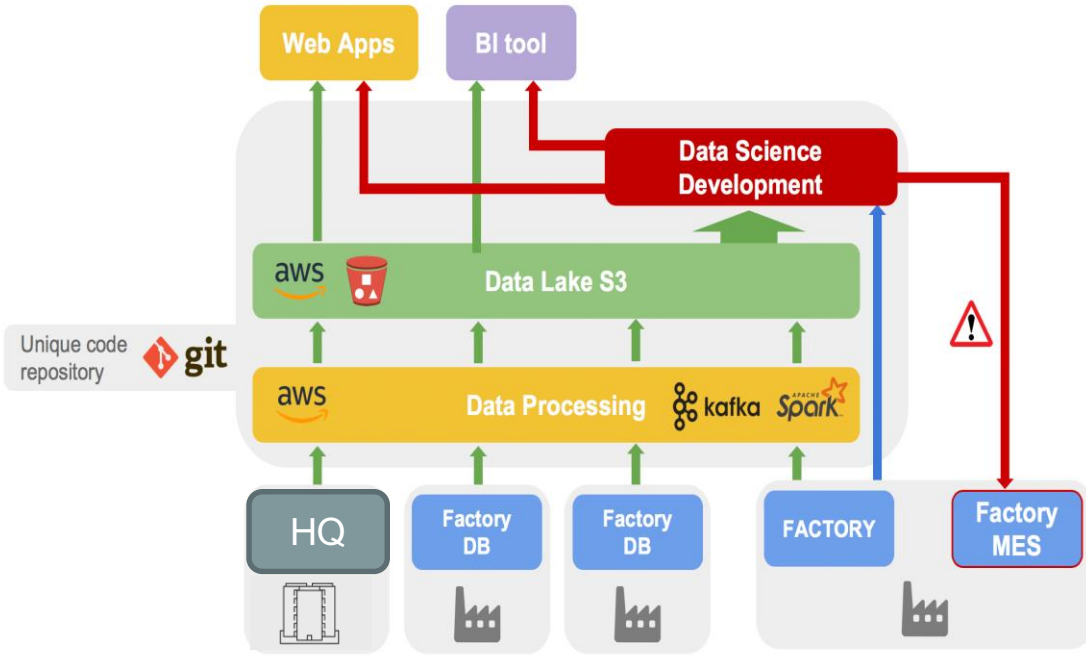 Web Apps
BI tool
Data Science
Development
aws
Data Lake S3
Unique code
repository
git
aws
Data Processing
kafka
APACHE
Spark
!
HQ
Factory
DB
Factory
DB
FACTORY
Factory
MES